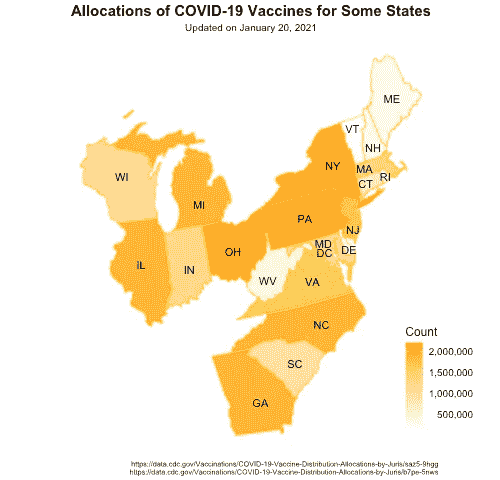 Allocations of COVID-19 Vaccines for Some States
Updated on January 20, 2021
ME
VT
NH
NY
MA
RI
CT
WI
MI
PA
NJ
OH
MD
DE
DC
IL
IN
WV
VA
NC
SC
GA
Count
2,000,000
1,500,000
1,000,000
500,000
https://data.cdc.gov/Vaccinations/COVID-19-Vaccine-Distribution-Allocations-by-Juris/saz5-9hgg
https://data.cdc.gov/Vaccinations/COVID-19-Vaccine-Distribution-Allocations-by-Juris/b7pe-5nws